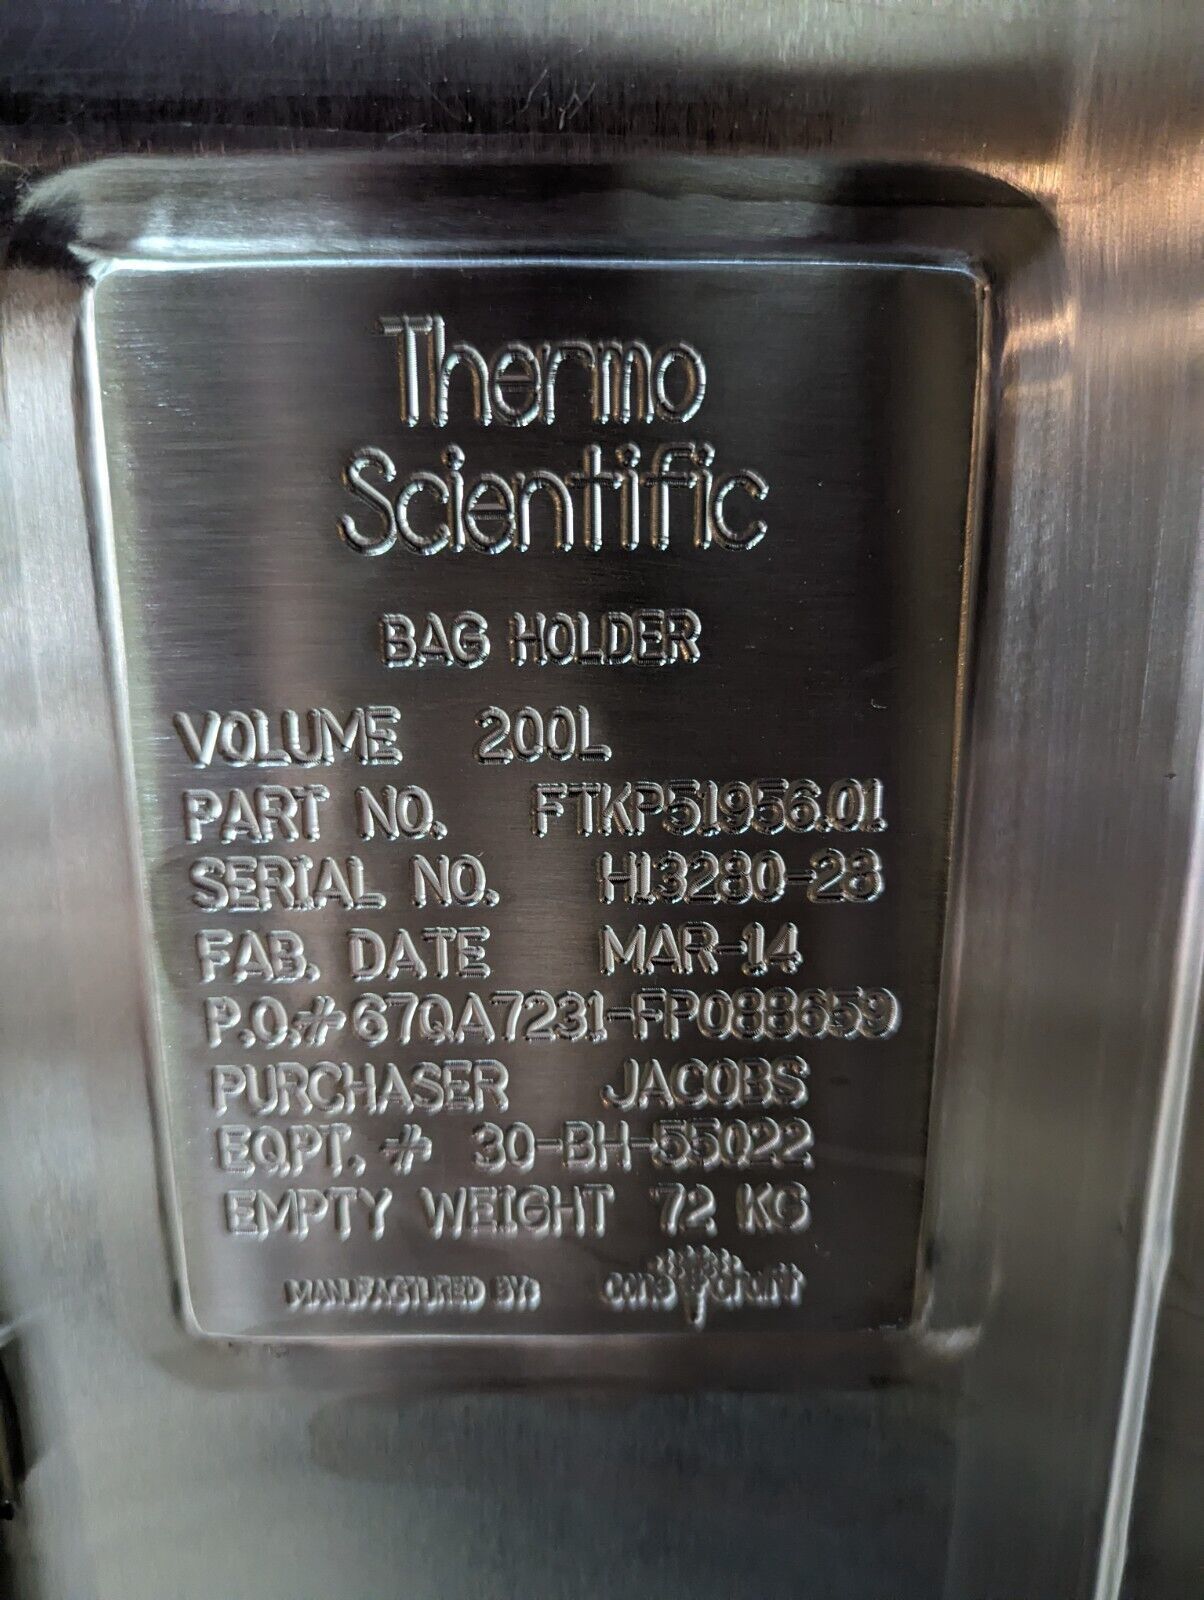 Thermo
Scientific
BAG HOLDER
VOLUME 200L
PART NO. FTKP51956.01
SERIAL NO. H13280-28
FAB. DATE MAR-14
P.O.#67QA7231-FP088659
PURCHASER JACOBS
EQPT. # 30-BH-55022
EMPTY WEIGHT 72 KG
MANUFACTURED BY: